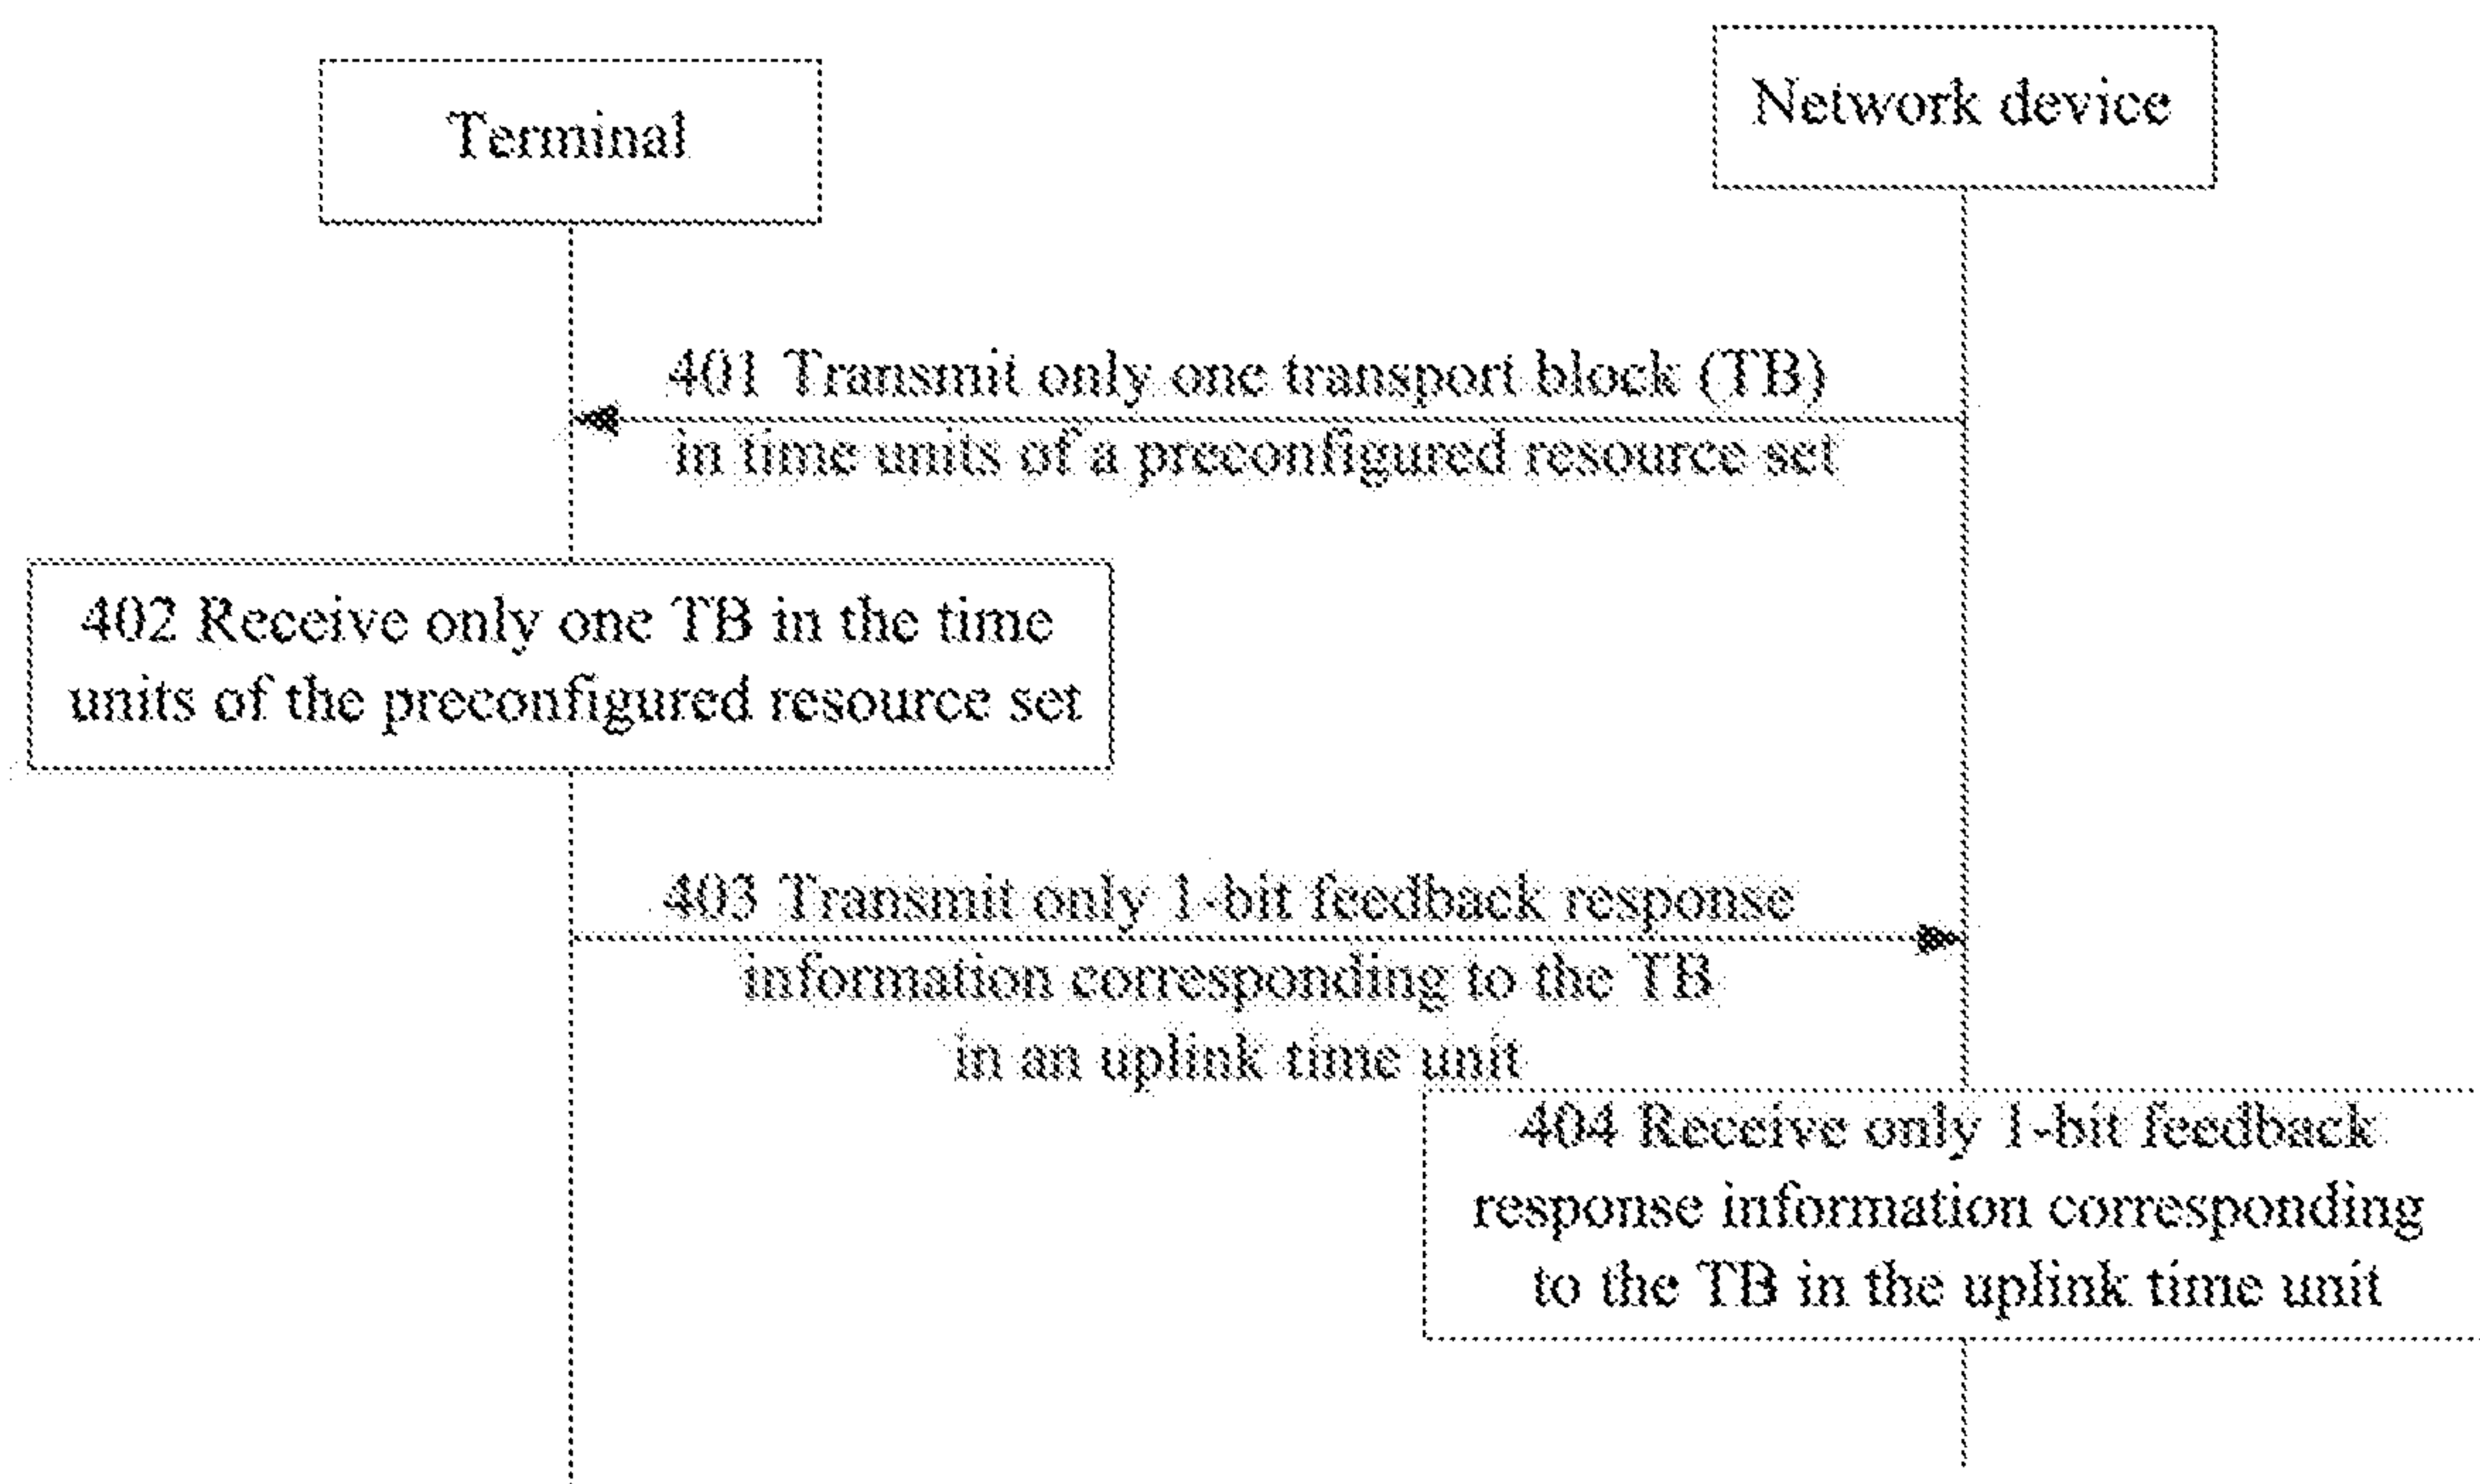 Terminal
Network device
401 Transmit only one transport block (TB)
in time units of a preconfigured resource set
402 Receive only one TB in the time
units of the preconfigured resource set
403 Transmit only 1-bit feedback response
information corresponding to the TB
in an uplink time unit
404 Receive only 1-bit feedback
response information corresponding
to the TB in the uplink time unit